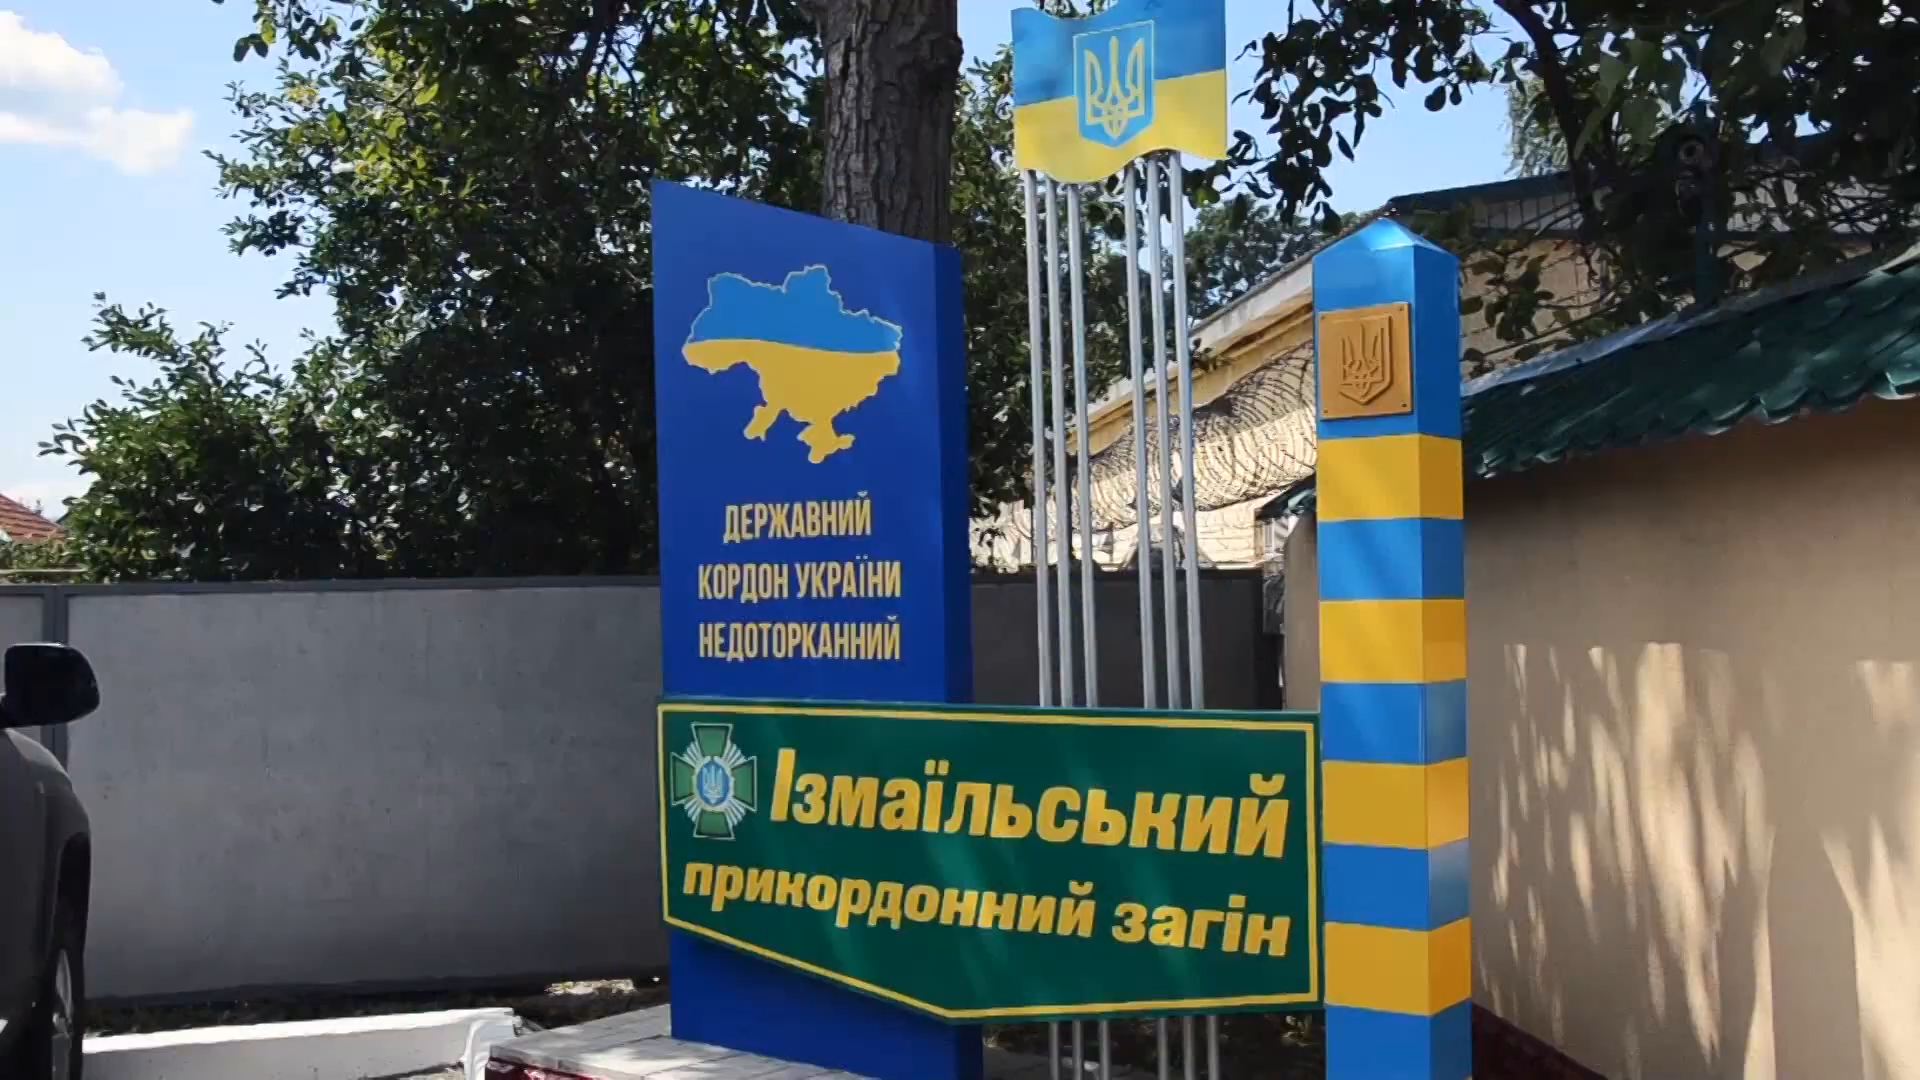 ДЕРЖАВНИЙ
КОРДОН УКРАЇНИ
НЕДОТОРКАННИЙ
Ізмаїльський
прикордонний загін